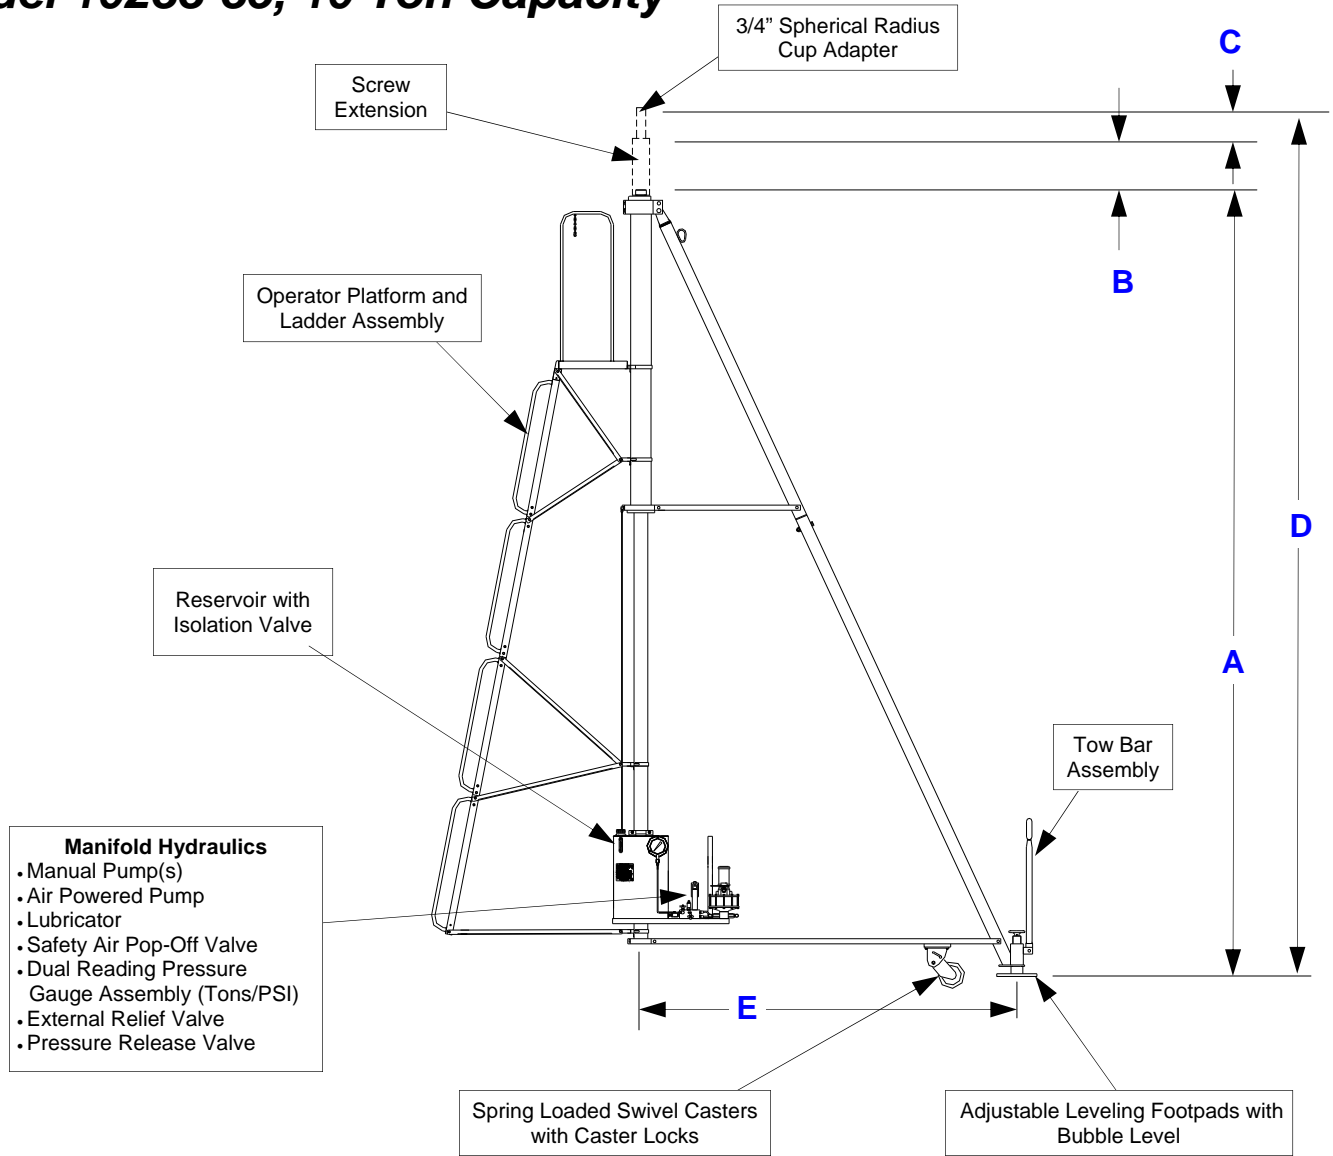 3/4” Spherical Radius
Cup Adapter
C
Screw
Extension
B
Operator Platform and
Ladder Assembly
D
Reservoir with
Isolation Valve
A
Tow Bar
Assembly
Manifold Hydraulics
• Manual Pump(s)
• Air Powered Pump
• Lubricator
• Safety Air Pop-Off Valve
• Dual Reading Pressure
Gauge Assembly (Tons/PSI)
• External Relief Valve
• Pressure Release Valve
E
Spring Loaded Swivel Casters
with Caster Locks
Adjustable Leveling Footpads with
Bubble Level